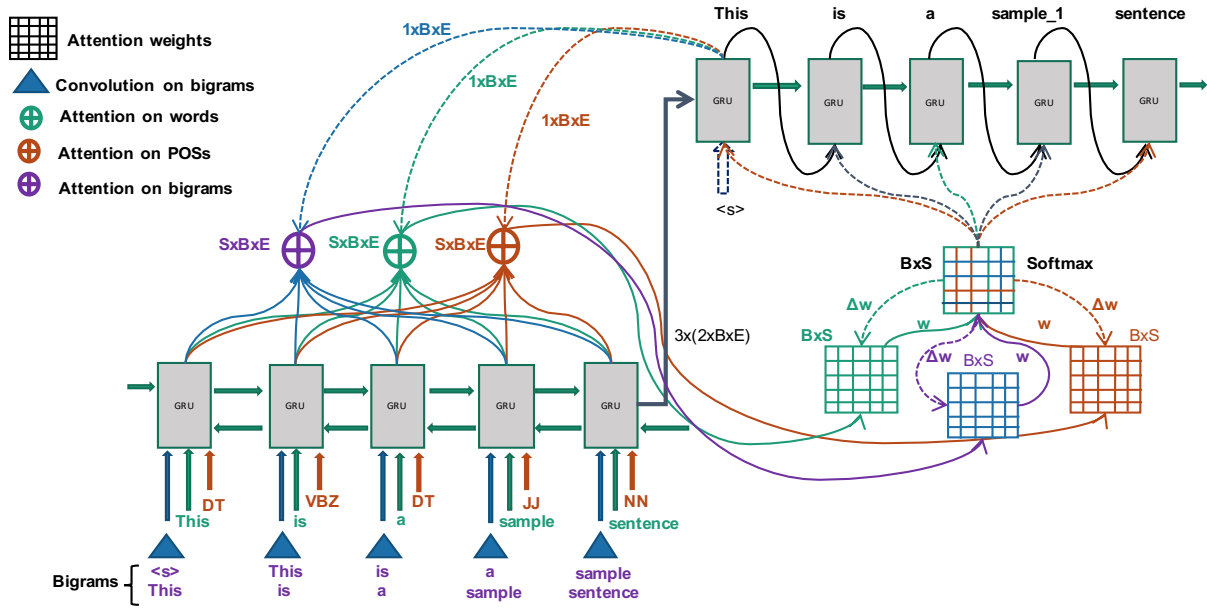 This is a sample_1 sentence
Attention weights
Convolution on bigrams
Attention on words
Attention on POSs
Attention on bigrams
1xBxE
1xBxE
1xBxE
GRU GRU GRU GRU GRU
<s>
SxBxE SxBxE SxBxE
BxS Softmax
Δw Δw
w w
BxS BxS BxS
Δw w
3x(2xBxE)
GRU GRU GRU GRU GRU
DT VBZ DT JJ NN
This is a sample sentence
Bigrams
<s> This is a sample
This is a sample sentence